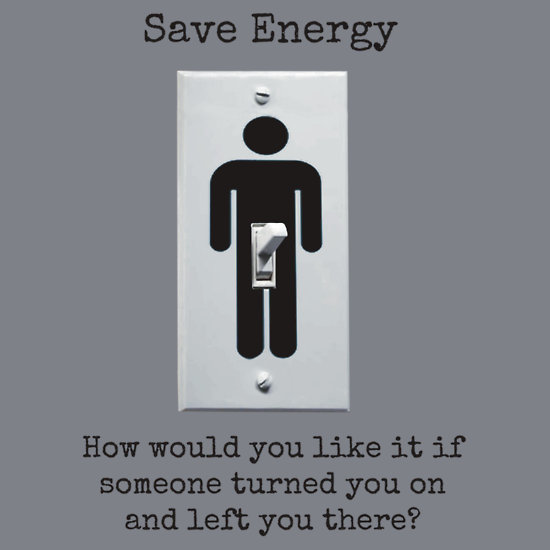 Save Energy
How would you like it if
someone turned you on
and left you there?